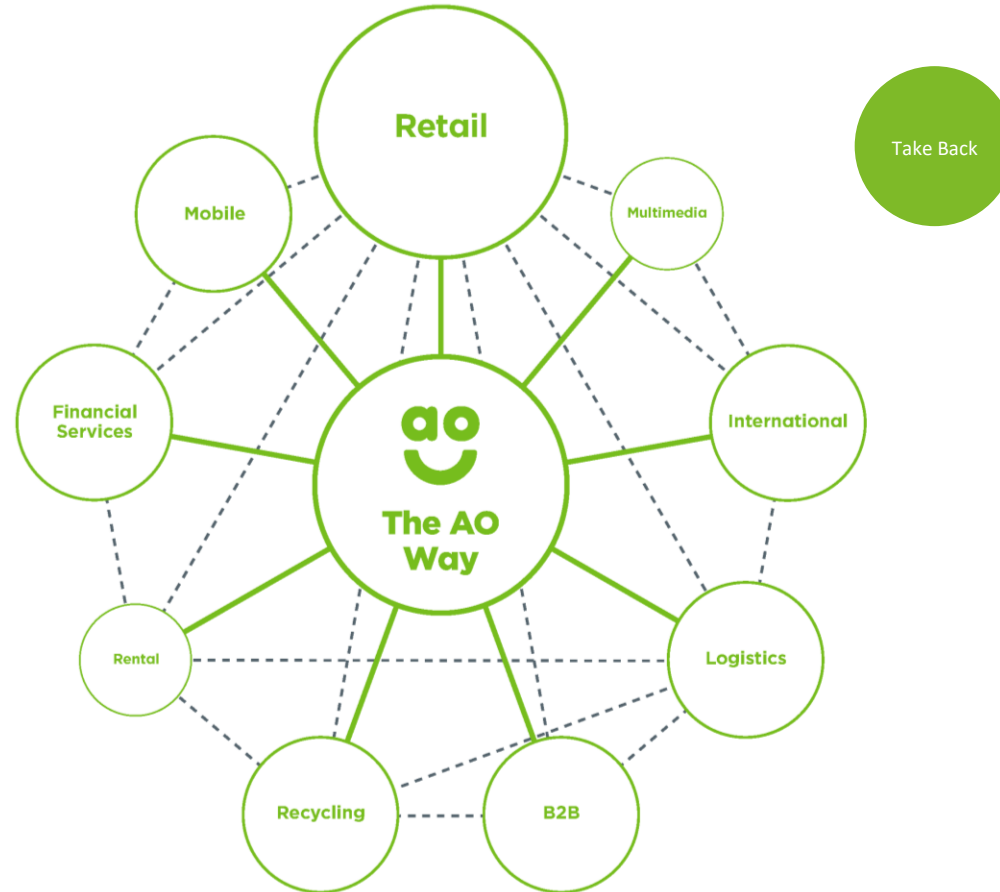 Retail
Take Back
Mobile
Multimedia
Financial
Services
International
ao
The AO
Way
Rental
Logistics
Recycling
B2B